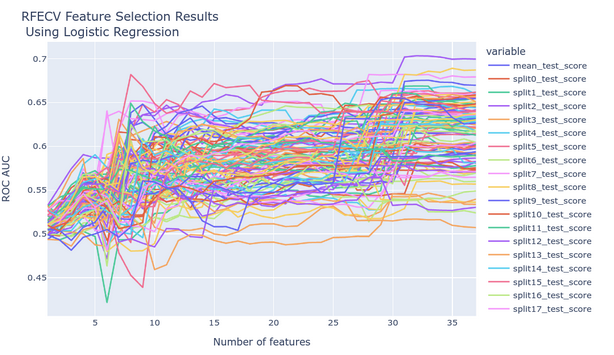 RFECV Feature Selection Results
Using Logistic Regression
ROC AUC
0.7
0.65
0.6
0.55
0.5
0.45
5
10
15
20
25
30
35
Number of features
variable
mean_test_score
split0_test_score
split1_test_score
split2_test_score
split3_test_score
split4_test_score
split5_test_score
split6_test_score
split7_test_score
split8_test_score
split9_test_score
split10_test_score
split11_test_score
split12_test_score
split13_test_score
split14_test_score
split15_test_score
split16_test_score
split17_test_score